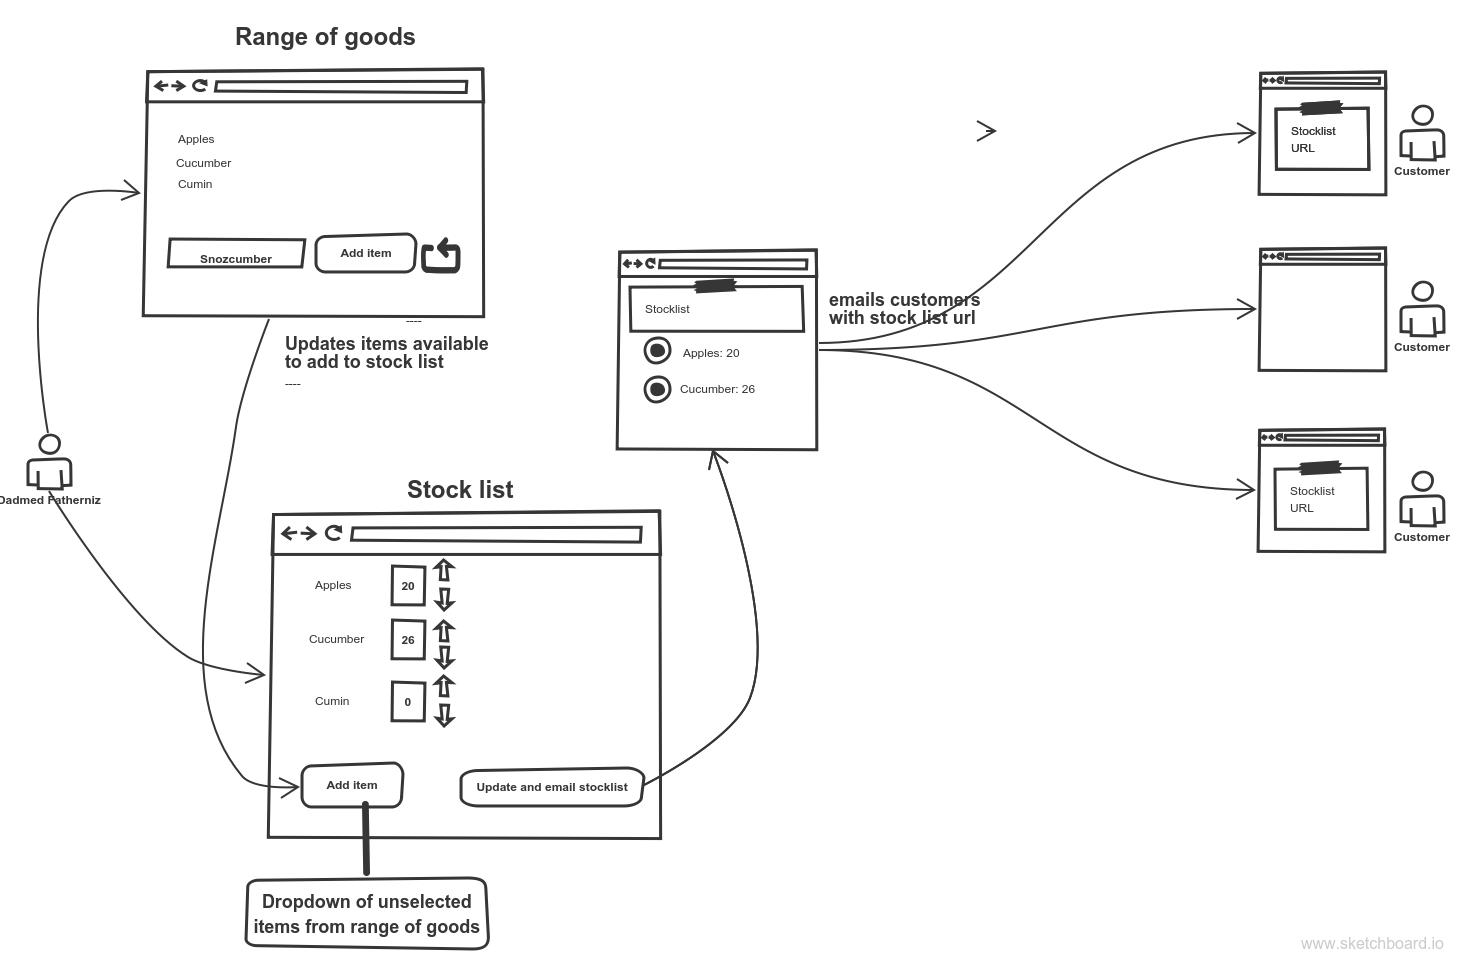 Range of goods
Apples
Cucumber
Cumin
Snozcumber
Add item
----
Updates items available
to add to stock list
----
Dadmed Fatherniz
Stock list
Apples
20
Cucumber
26
Cumin
0
Add item
Update and email stocklist
Dropdown of unselected
items from range of goods
Stocklist
Apples: 20
Cucumber: 26
emails customers
with stock list url
Stocklist
URL
Customer
Customer
Stocklist
URL
Customer
www.sketchboard.io